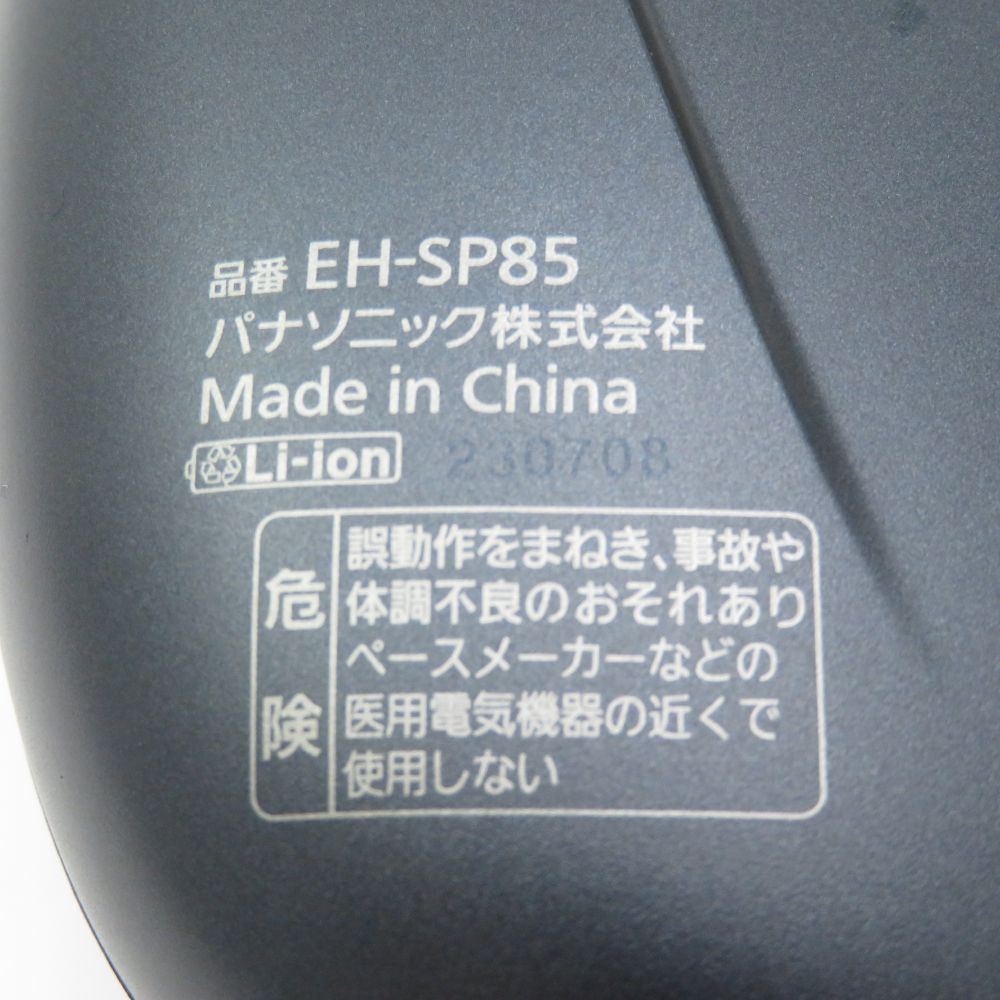 品番 EH-SP85
パナソニック株式会社
Made in China
Li-ion 230708
危険
誤動作をまねき、事故や
体調不良のおそれあり
ペースメーカーなどの
医用電気機器の近くで
使用しない